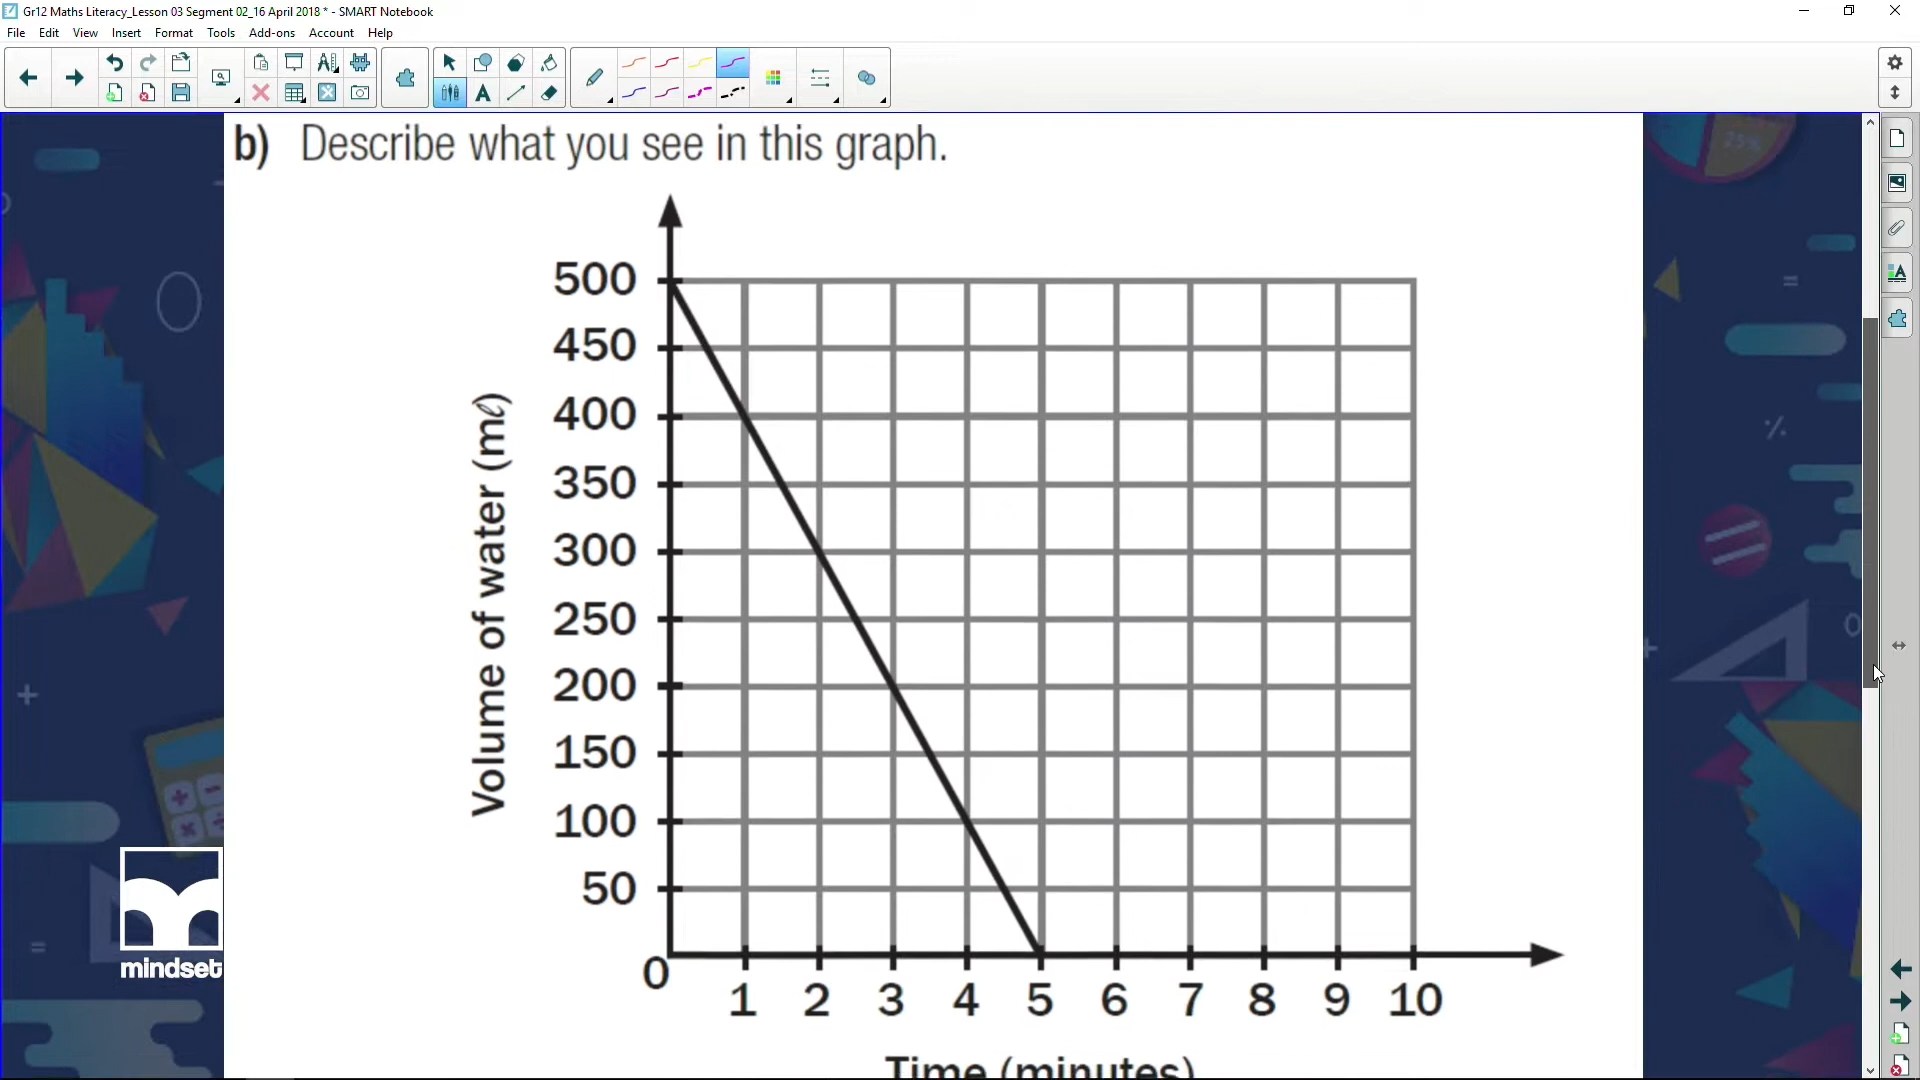 Gr12 Maths Literacy_Lesson 03 Segment 02_16 April 2018 * - SMART Notebook
File Edit View Insert Format Tools Add-ons Account Help
b) Describe what you see in this graph.
500
450
400
350
300
250
200
150
100
50
0
Volume of water (mℓ)
1 2 3 4 5 6 7 8 9 10
Time (minutes)
mindset
25%